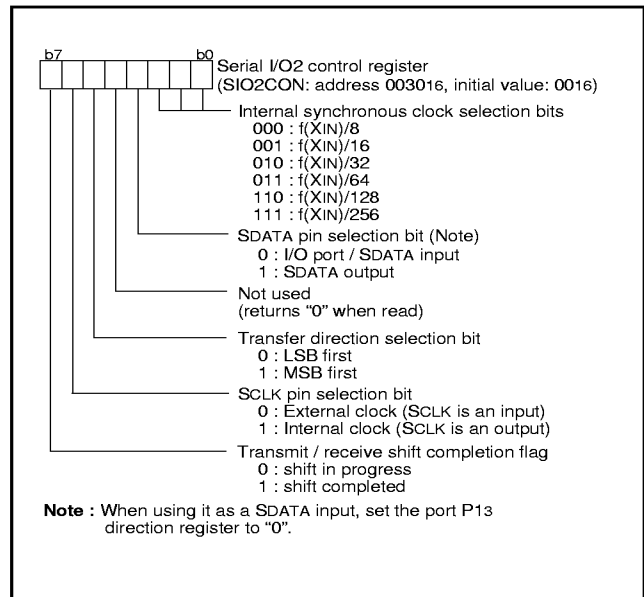 b7 b0
Serial I/O2 control register
(SIO2CON: address 003016, initial value: 0016)
Internal synchronous clock selection bits
000 : f(XIN)/8
001 : f(XIN)/16
010 : f(XIN)/32
011 : f(XIN)/64
110 : f(XIN)/128
111 : f(XIN)/256
SDATA pin selection bit (Note)
0 : I/O port / SDATA input
1 : SDATA output
Not used
(returns “0” when read)
Transfer direction selection bit
0 : LSB first
1 : MSB first
SCLK pin selection bit
0 : External clock (SCLK is an input)
1 : Internal clock (SCLK is an output)
Transmit / receive shift completion flag
0 : shift in progress
1 : shift completed
Note : When using it as a SDATA input, set the port P13
direction register to “0”.